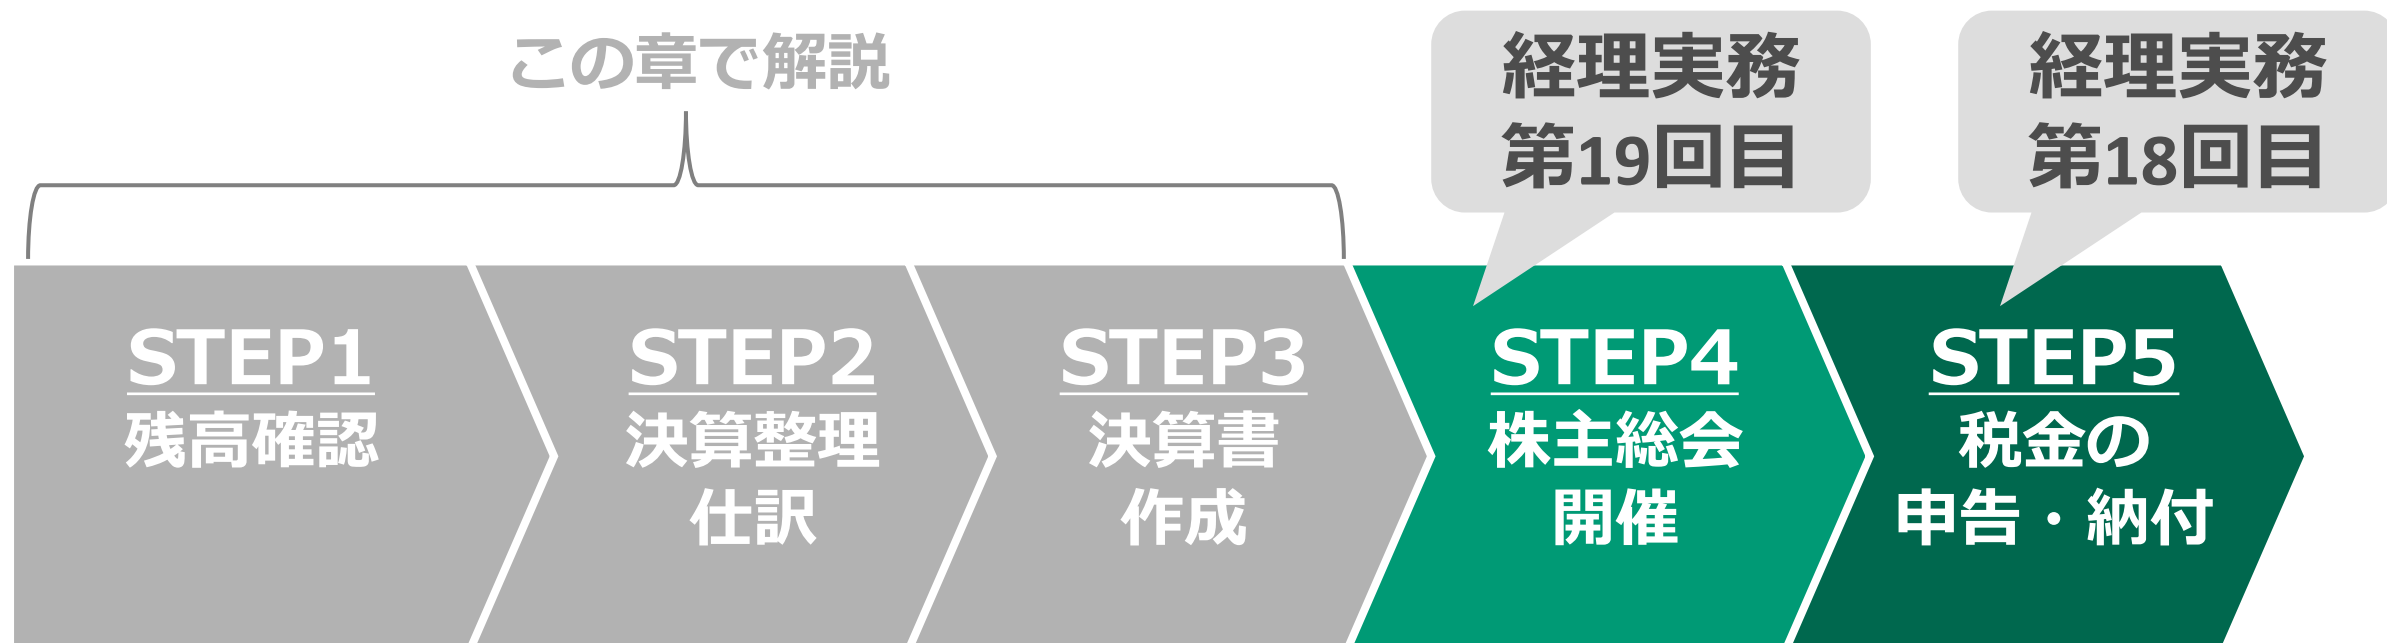 この章で解説
経理実務
第19回目
経理実務
第18回目
STEP1
残高確認
STEP2
決算整理
仕訳
STEP3
決算書
作成
STEP4
株主総会
開催
STEP5
税金の
申告・納付